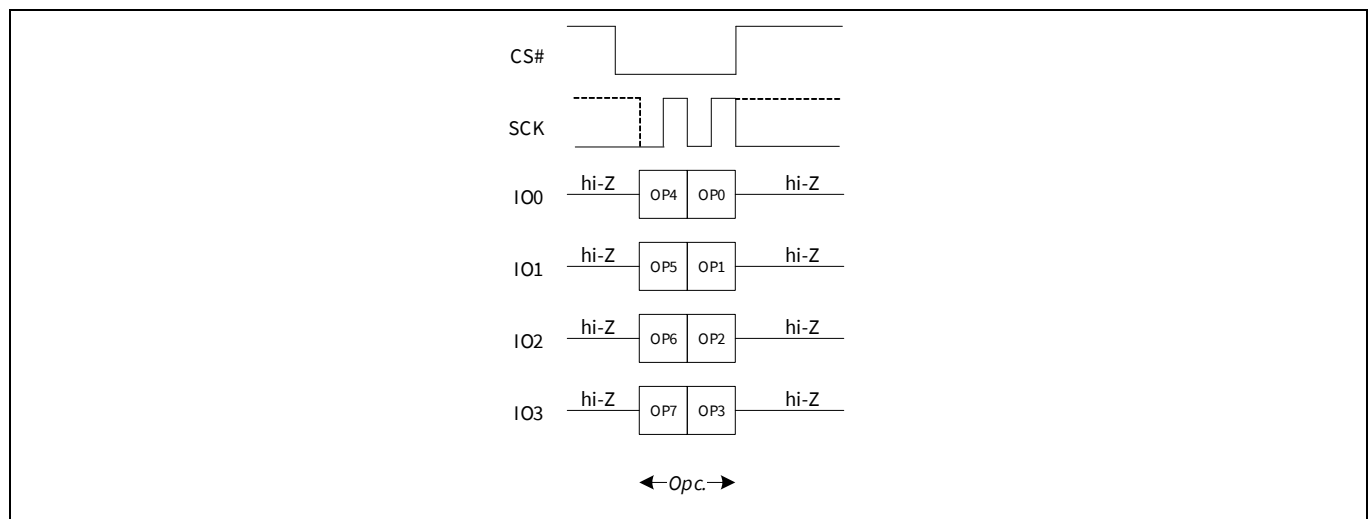 CS#
SCK
IO0 hi-Z OP4 OP0 hi-Z
IO1 hi-Z OP5 OP1 hi-Z
IO2 hi-Z OP6 OP2 hi-Z
IO3 hi-Z OP7 OP3 hi-Z
Opc.